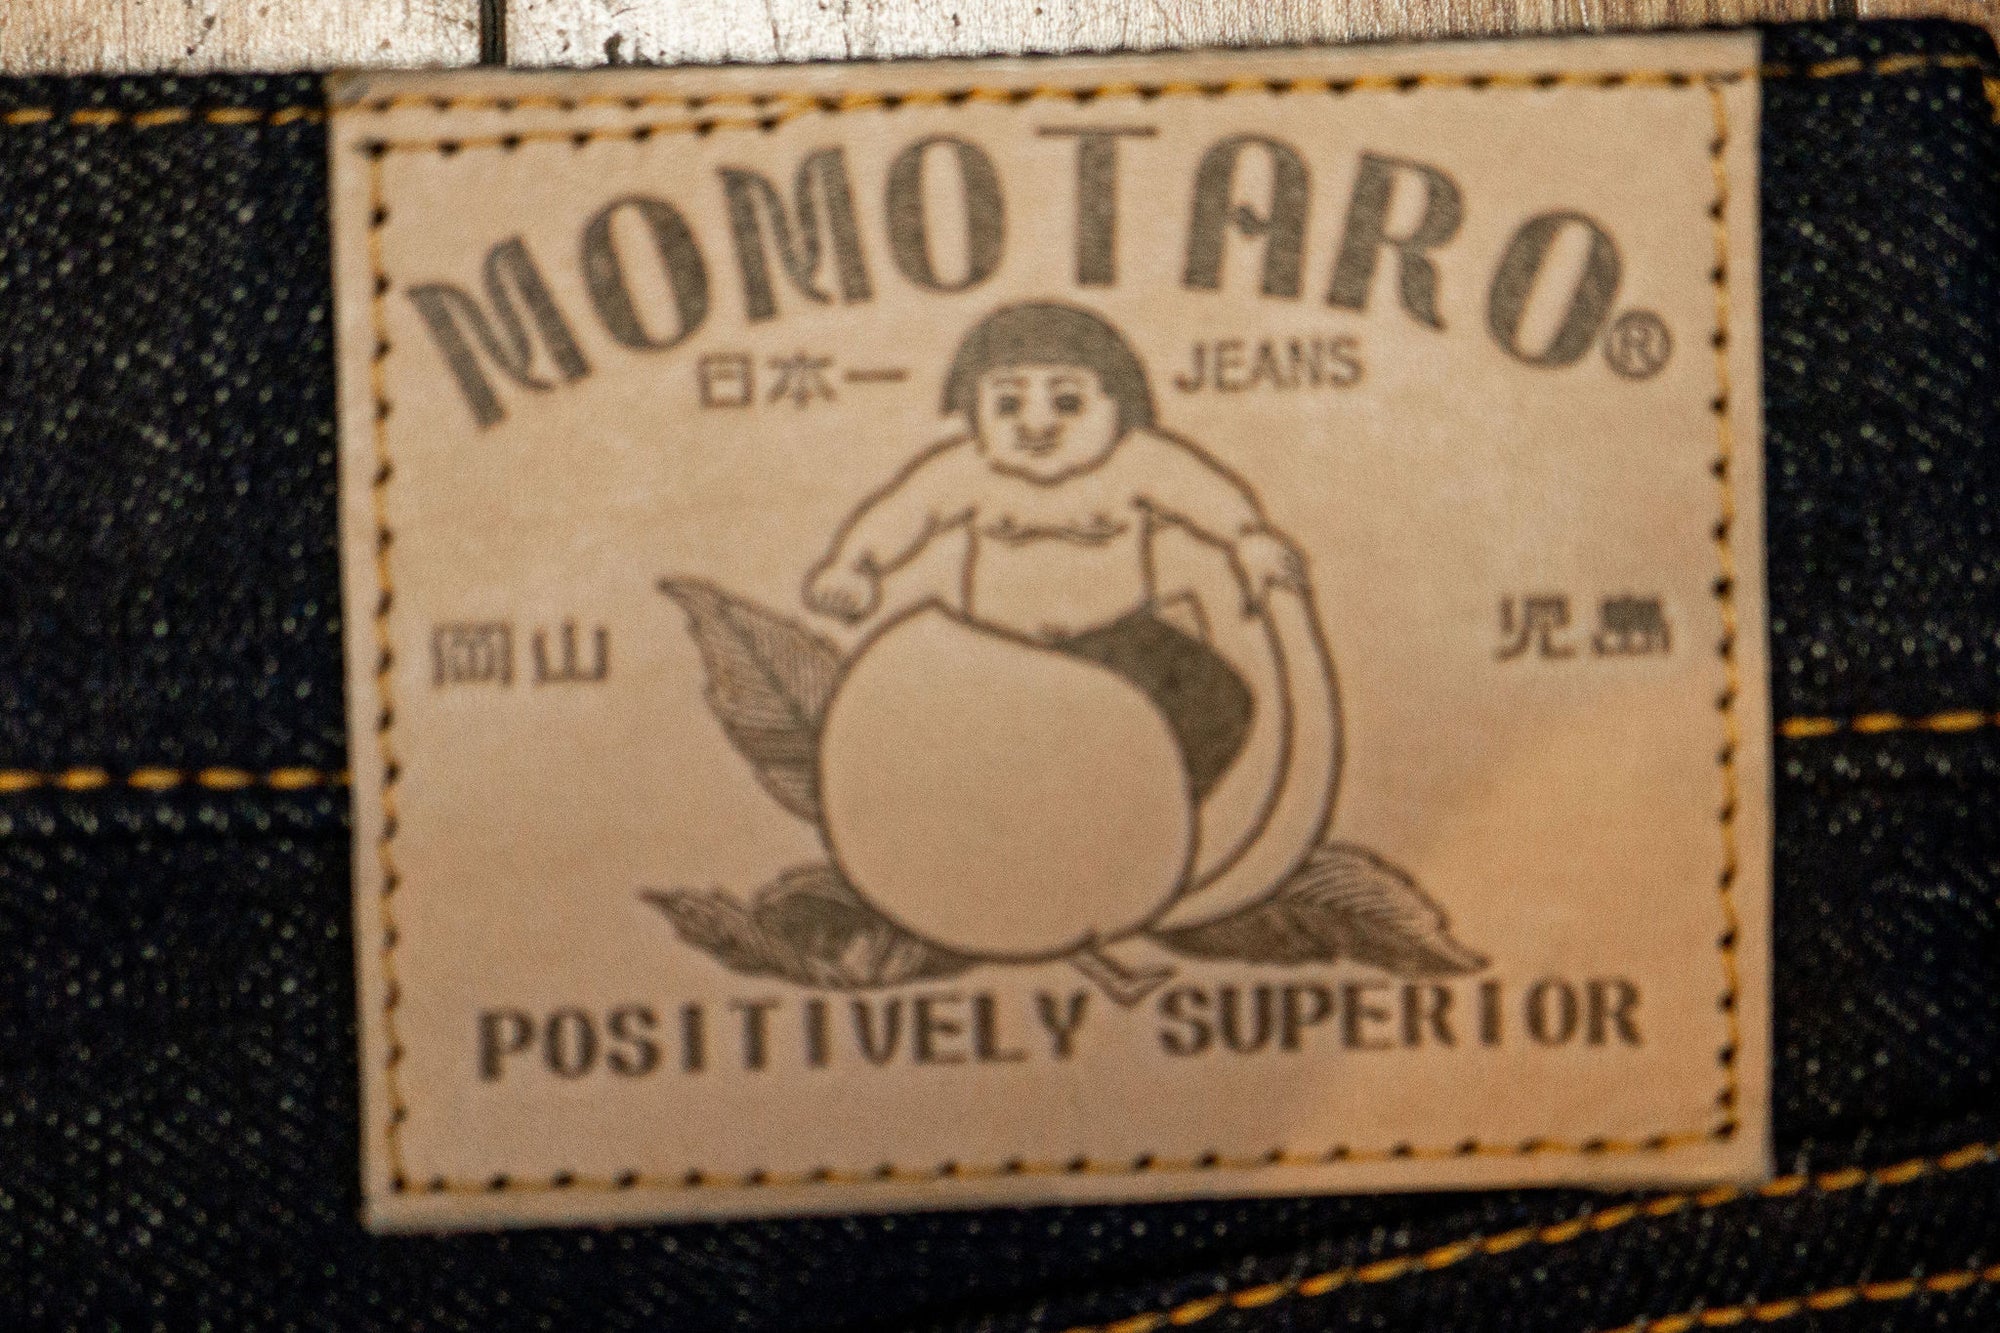 MOMOTARO®
日本一 JEANS
岡山 児島
POSITIVELY SUPERIOR